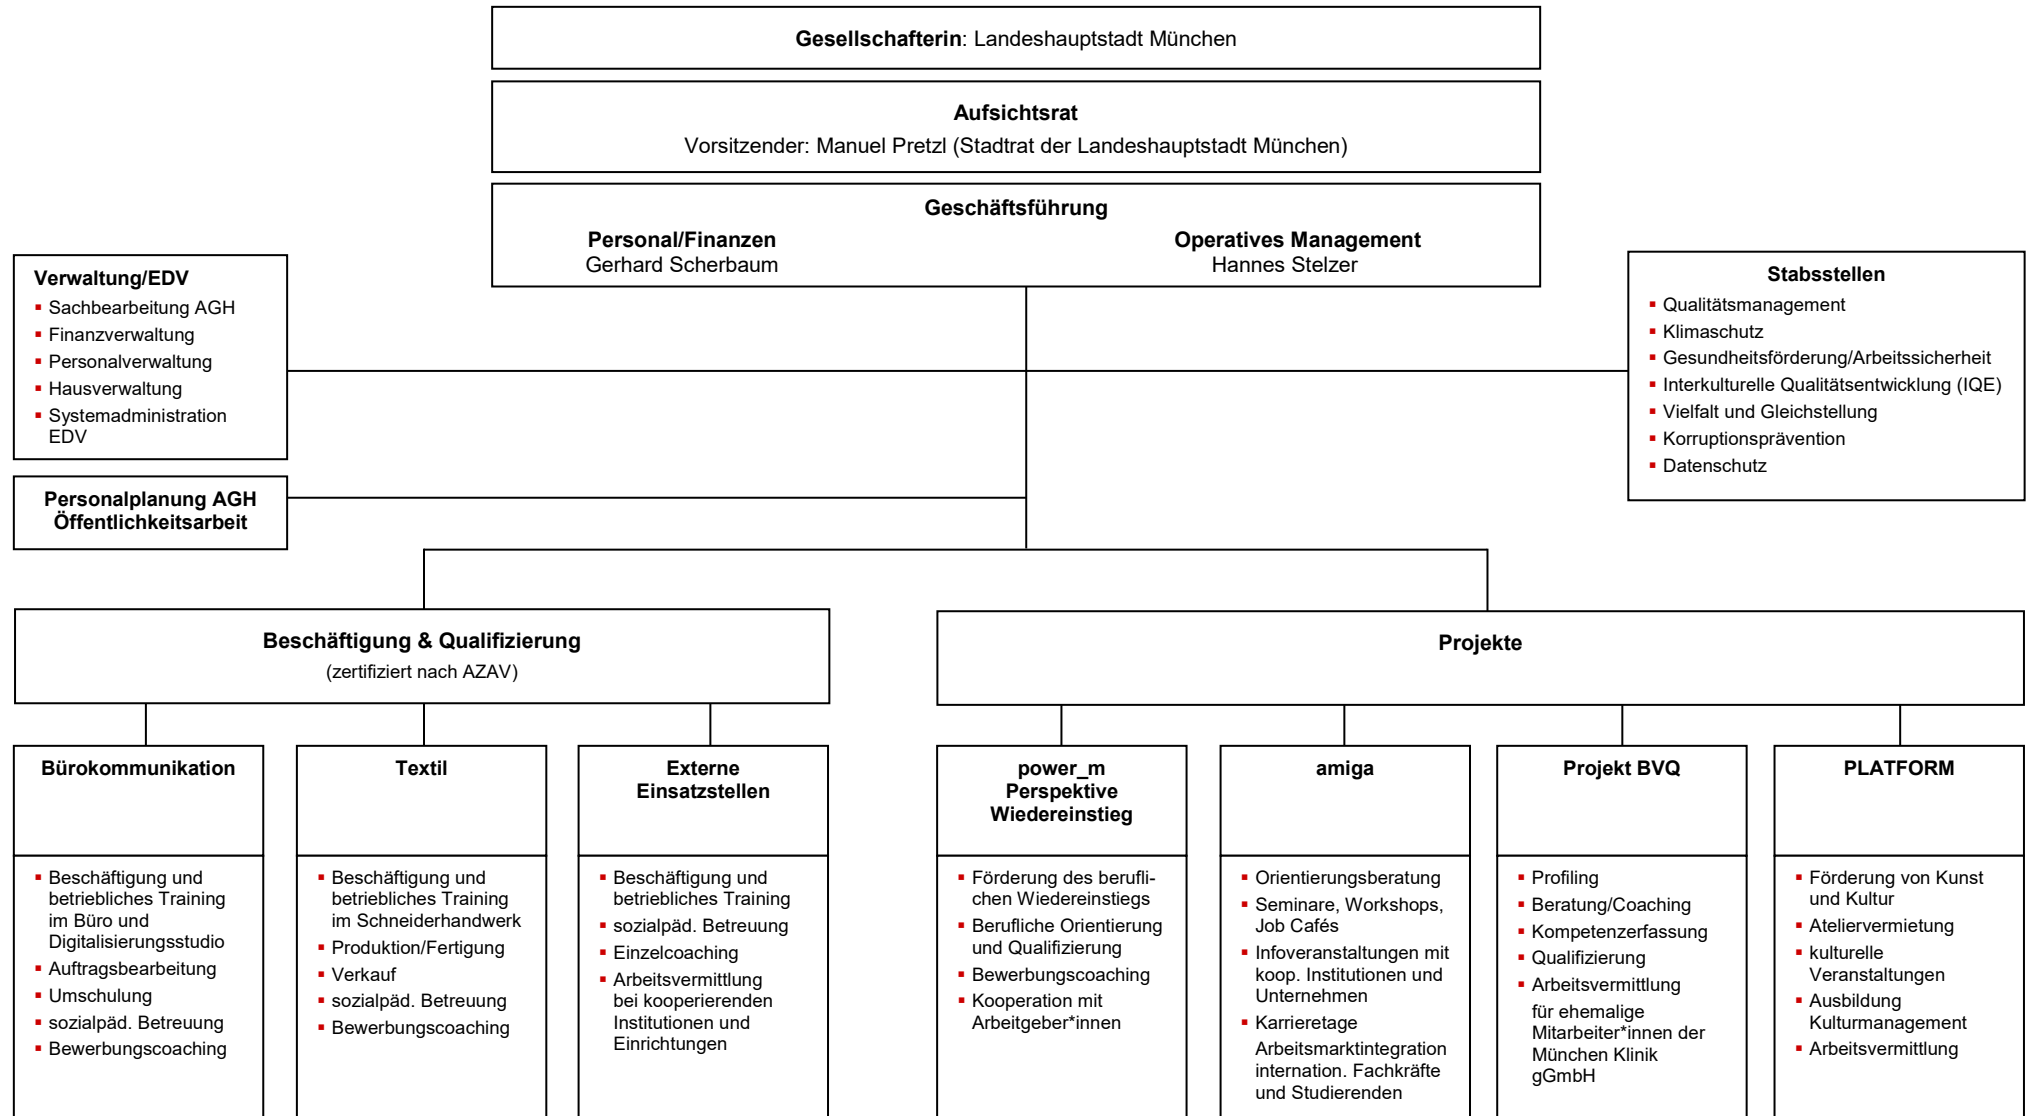 Gesellschafterin: Landeshauptstadt München
Aufsichtsrat
Vorsitzender: Manuel Pretzl (Stadtrat der Landeshauptstadt München)
Geschäftsführung
Personal/Finanzen
Gerhard Scherbaum
Operatives Management
Hannes Stelzer
Verwaltung/EDV
▪ Sachbearbeitung AGH
▪ Finanzverwaltung
▪ Personalverwaltung
▪ Hausverwaltung
▪ Systemadministration
EDV
Stabsstellen
▪ Qualitätsmanagement
▪ Klimaschutz
▪ Gesundheitsförderung/Arbeitssicherheit
▪ Interkulturelle Qualitätsentwicklung (IQE)
▪ Vielfalt und Gleichstellung
▪ Korruptionsprävention
▪ Datenschutz
Personalplanung AGH
Öffentlichkeitsarbeit
Beschäftigung & Qualifizierung
(zertifiziert nach AZAV)
Projekte
Bürokommunikation
▪ Beschäftigung und
betriebliches Training
im Büro und
Digitalisierungsstudio
▪ Auftragsbearbeitung
▪ Umschulung
▪ sozialpäd. Betreuung
▪ Bewerbungscoaching
Textil
▪ Beschäftigung und
betriebliches Training
im Schneiderhandwerk
▪ Produktion/Fertigung
▪ Verkauf
▪ sozialpäd. Betreuung
▪ Bewerbungscoaching
Externe
Einsatzstellen
▪ Beschäftigung und
betriebliches Training
▪ sozialpäd. Betreuung
▪ Einzelcoaching
▪ Arbeitsvermittlung
bei kooperierenden
Institutionen und
Einrichtungen
power_m
Perspektive
Wiedereinstieg
▪ Förderung des berufli-
chen Wiedereinstiegs
▪ Berufliche Orientierung
und Qualifizierung
▪ Bewerbungscoaching
▪ Kooperation mit
Arbeitgeber*innen
amiga
▪ Orientierungsberatung
▪ Seminare, Workshops,
Job Cafés
▪ Infoveranstaltungen mit
koop. Institutionen und
Unternehmen
▪ Karrieretage
Arbeitsmarktintegration
internation. Fachkräfte
und Studierenden
Projekt BVQ
▪ Profiling
▪ Beratung/Coaching
▪ Kompetenzerfassung
▪ Qualifizierung
▪ Arbeitsvermittlung
für ehemalige
Mitarbeiter*innen der
München Klinik
gGmbH
PLATFORM
▪ Förderung von Kunst
und Kultur
▪ Ateliervermietung
▪ kulturelle
Veranstaltungen
▪ Ausbildung
Kulturmanagement
▪ Arbeitsvermittlung